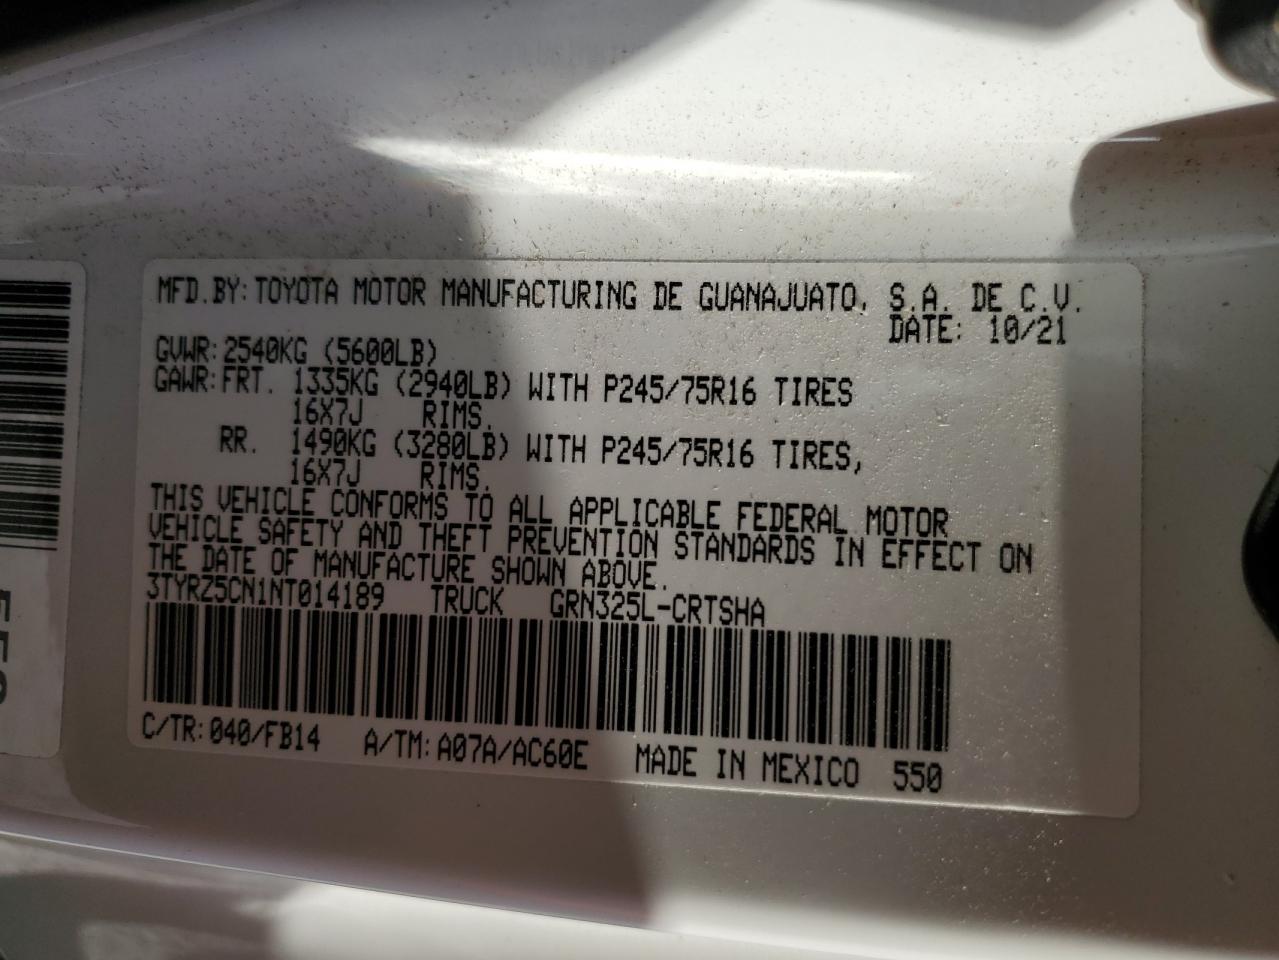 MFD.BY:TOYOTA MOTOR MANUFACTURING DE GUANAJUATO, S.A. DE C.V.
DATE: 10/21
GVWR:2540KG (5600LB)
GAWR:FRT. 1335KG (2940LB) WITH P245/75R16 TIRES
16X7J RIMS.
RR. 1490KG (3280LB) WITH P245/75R16 TIRES,
16X7J RIMS.
THIS VEHICLE CONFORMS TO ALL APPLICABLE FEDERAL MOTOR
VEHICLE SAFETY AND THEFT PREVENTION STANDARDS IN EFFECT ON
THE DATE OF MANUFACTURE SHOWN ABOVE.
3TYRZ5CN1NT014189 TRUCK GRN325L-CRTSHA
C/TR:040/FB14 A/TM:A07A/AC60E MADE IN MEXICO 550